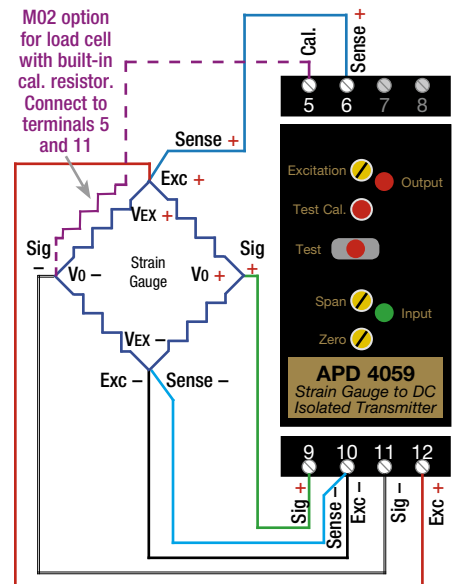 M02 option
for load cell
with built-in
cal. resistor.
Connect to
terminals 5
and 11
Cal.
Sense +
5 6 7 8
Sense +
Exc +
VEX +
Sig
–
Vo –
Strain
Gauge
Vo +
Sig
+
VEX –
Exc –
Sense –
Excitation
Output
Test Cal.
Test
Span
Input
Zero
APD 4059
Strain Gauge to DC
Isolated Transmitter
9 10 11 12
Sig +
Sense –
Exc –
Sig –
Exc +